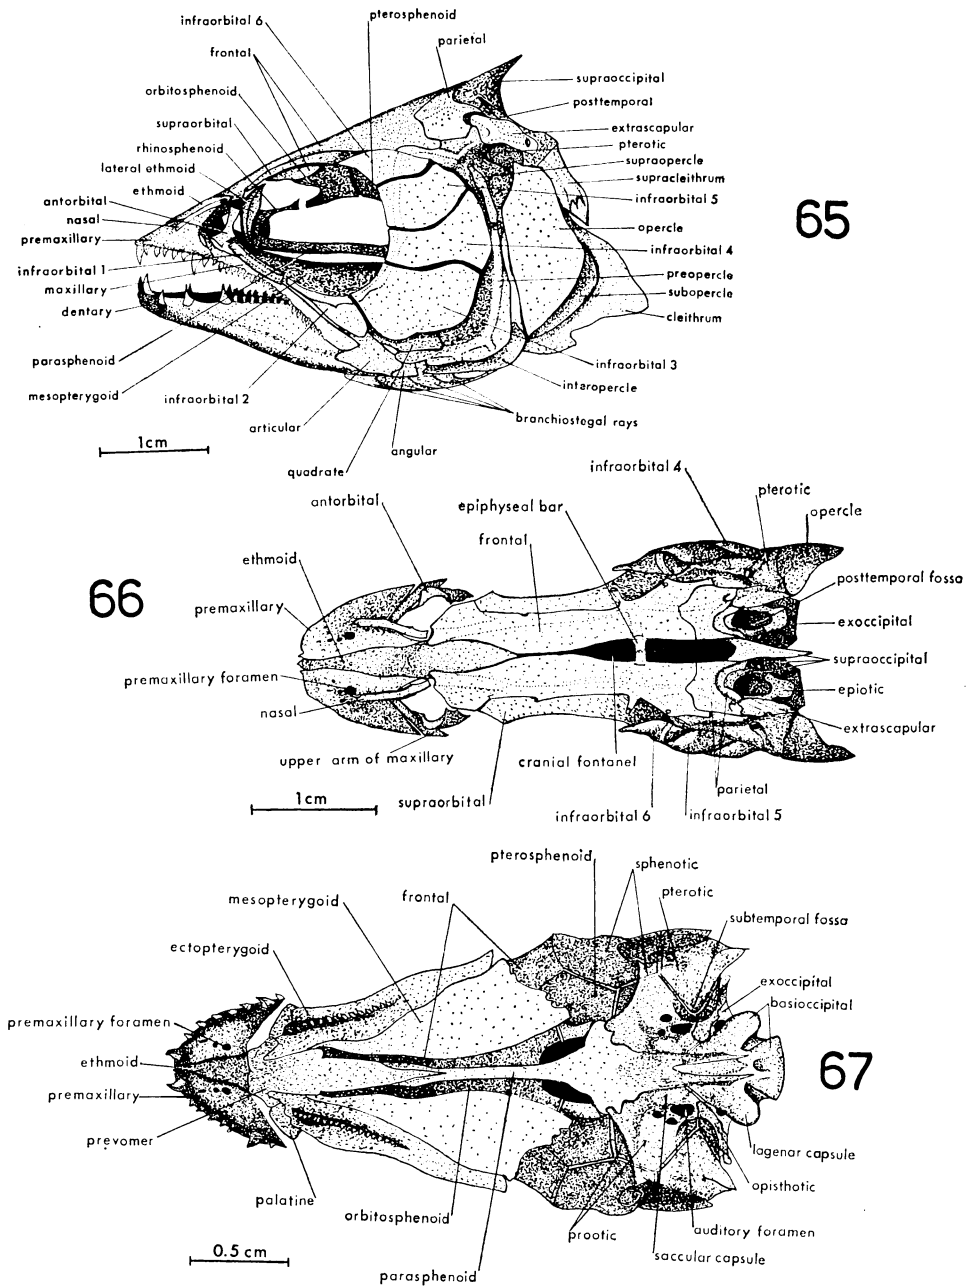 infraorbital 6
pterosphenoid
frontal
parietal
orbitosphenoid
supraoccipital
supraorbital
posttemporal
rhinosphenoid
extrascapular
lateral ethmoid
pterotic
ethmoid
supraopercle
antorbital
supracleithrum
nasal
infraorbital 5
premaxillary
opercle
infraorbital 1
infraorbital 4
maxillary
preopercle
dentary
subopercle
cleithrum
parasphenoid
infraorbital 3
mesopterygoid
interopercle
infraorbital 2
branchiostegal rays
articular
angular
quadrate
1cm
65
infraorbital 4
antorbital
epiphyseal bar
pterotic
opercle
frontal
ethmoid
posttemporal fossa
premaxillary
exoccipital
supraoccipital
premaxillary foramen
epiotic
nasal
extrascapular
upper arm of maxillary
cranial fontanel
parietal
supraorbital
infraorbital 6
infraorbital 5
1cm
66
pterosphenoid
sphenotic
mesopterygoid
frontal
pterotic
ectopterygoid
subtemporal fossa
premaxillary foramen
exoccipital
basioccipital
ethmoid
premaxillary
prevomer
lagenar capsule
palatine
opisthotic
orbitosphenoid
auditory foramen
prootic
saccular capsule
parasphenoid
0.5 cm
67